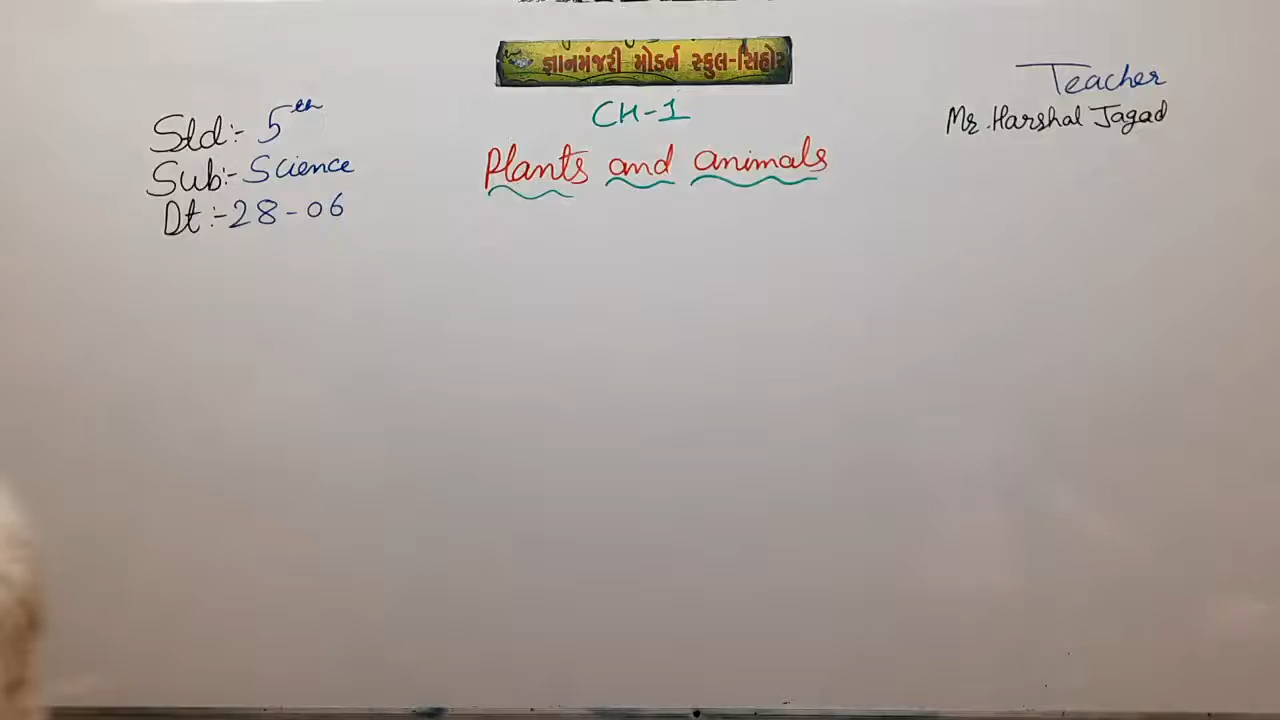 જ્ઞાનમંજરી મોડર્ન સ્કુલ-સિહોર
CH-1
Plants and animals
Std:- 5th
Sub:- Science
Dt:- 28-06
Teacher
Mr. Harshal Jagad